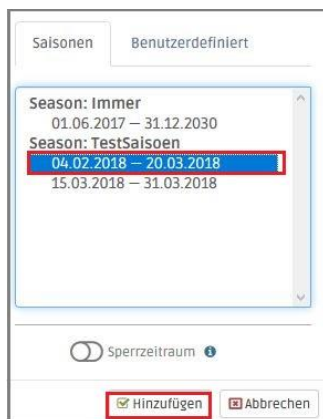 Saisonen Benutzerdefiniert
Season: Immer
01.06.2017 — 31.12.2030
Season: TestSaisoen
04.02.2018 — 20.03.2018
15.03.2018 — 31.03.2018
Sperrzeitraum
Hinzufügen Abbrechen